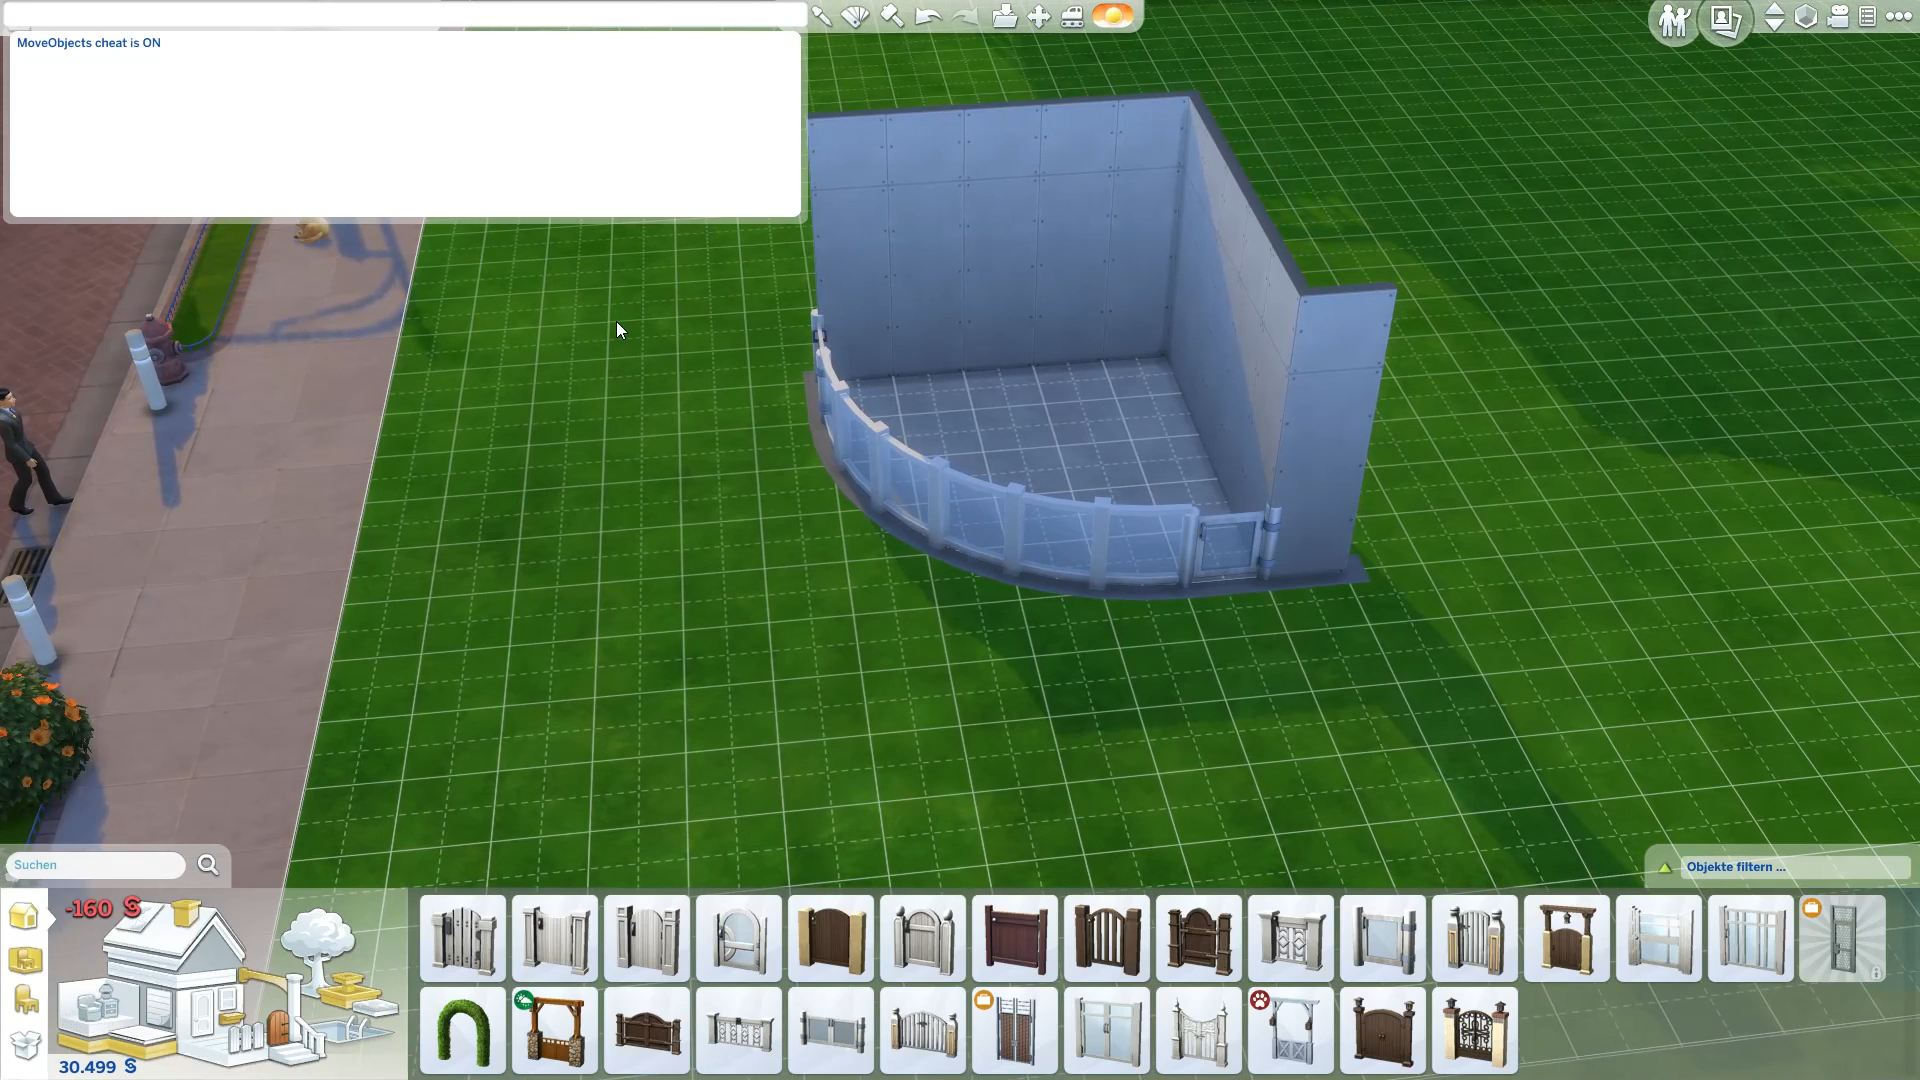 MoveObjects cheat is ON
Suchen
Objekte filtern ...
-160 §
30.499 §